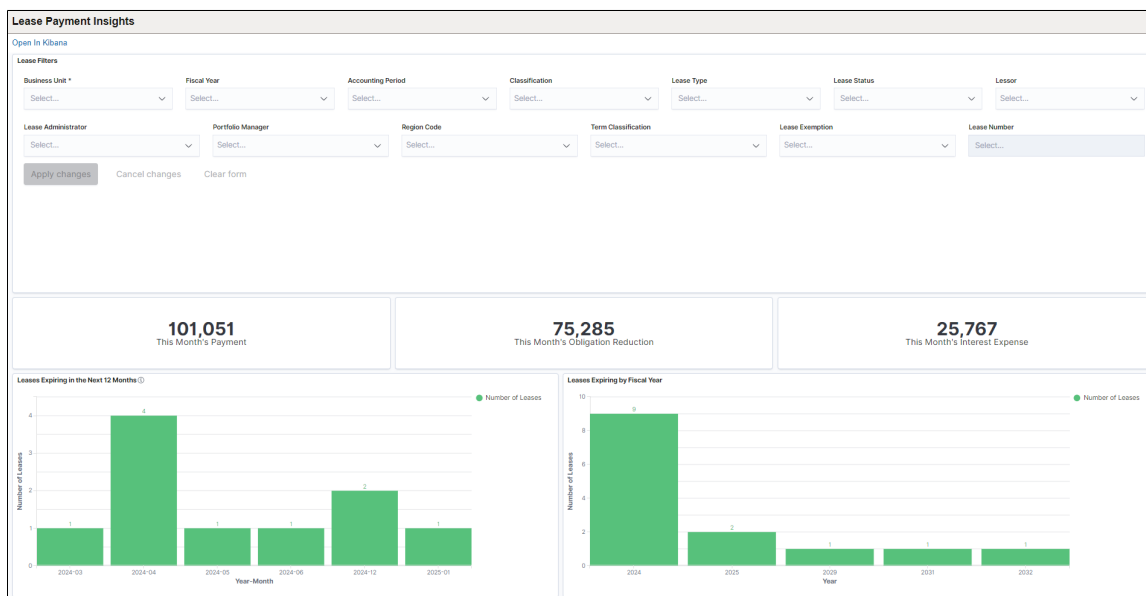 Lease Payment Insights
Open In Kibana
Lease Filters
Business Unit * Fiscal Year Accounting Period Classification Lease Type Lease Status Lessor
Select... Select... Select... Select... Select... Select... Select...
Lease Administrator Portfolio Manager Region Code Term Classification Lease Exemption Lease Number
Select... Select... Select... Select... Select... Select...
Apply changes Cancel changes Clear form
101,051 75,285 25,767
This Month's Payment This Month's Obligation Reduction This Month's Interest Expense
Leases Expiring in the Next 12 Months
Number of Leases
4
3
2
1
0
Number of Leases
1 4 1 1 2 1
2024-03 2024-04 2024-05 2024-06 2024-12 2025-01
Year-Month
Leases Expiring by Fiscal Year
Number of Leases
10
8
6
4
2
0
Number of Leases
9 2 1 1 1
2024 2025 2029 2031 2032
Year